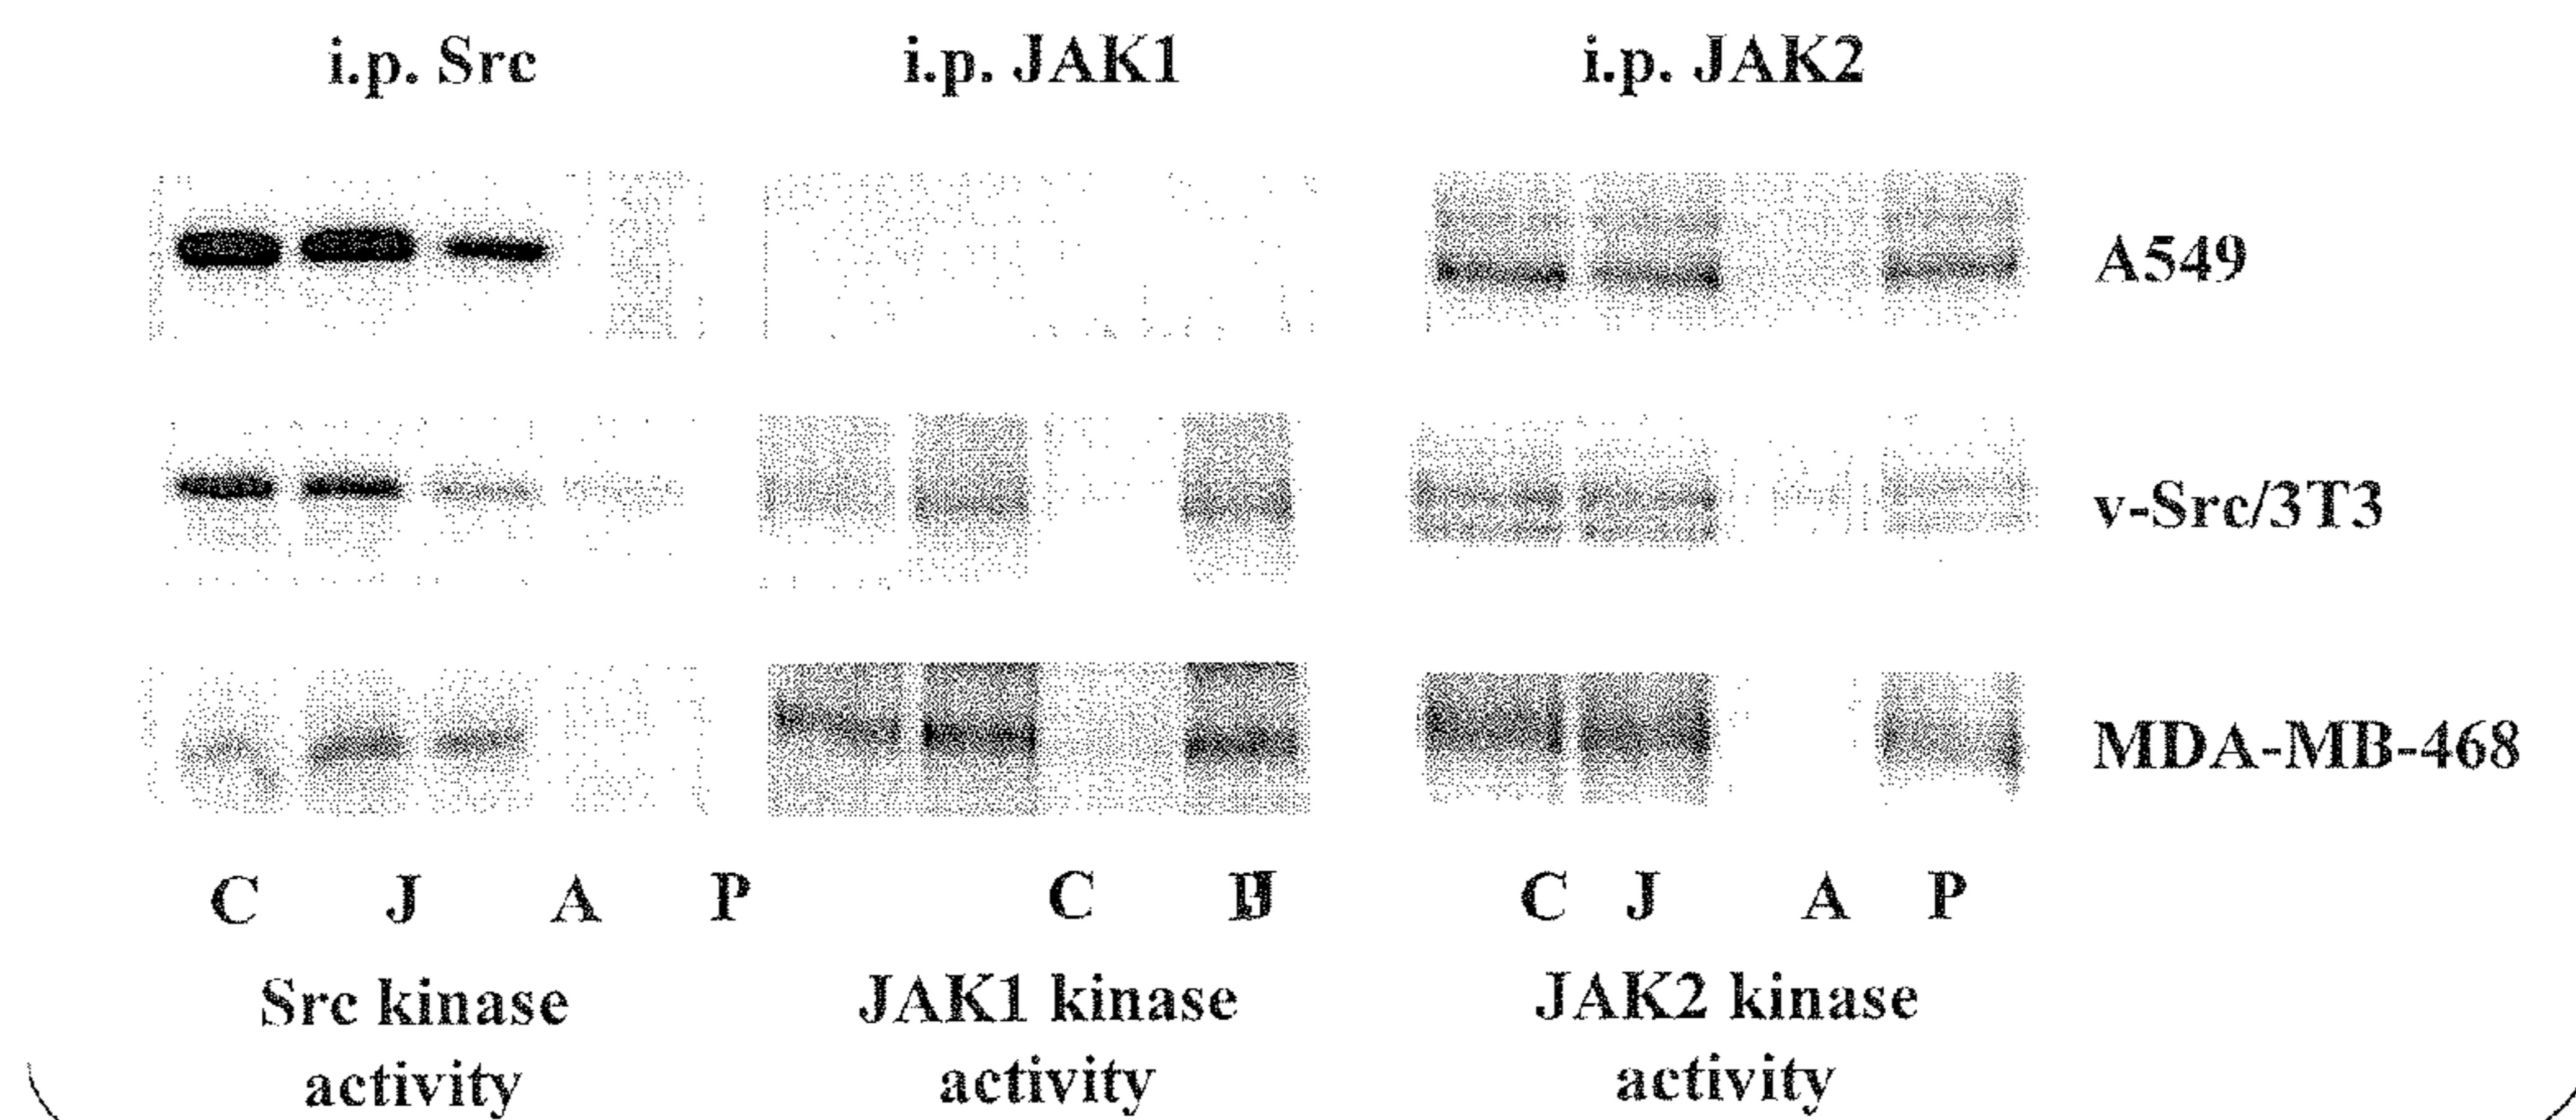 i.p. Src i.p. JAK1 i.p. JAK2
A549
v-Src/3T3
MDA-MB-468
C J A P C J C J A P
Src kinase JAK1 kinase JAK2 kinase
activity activity activity